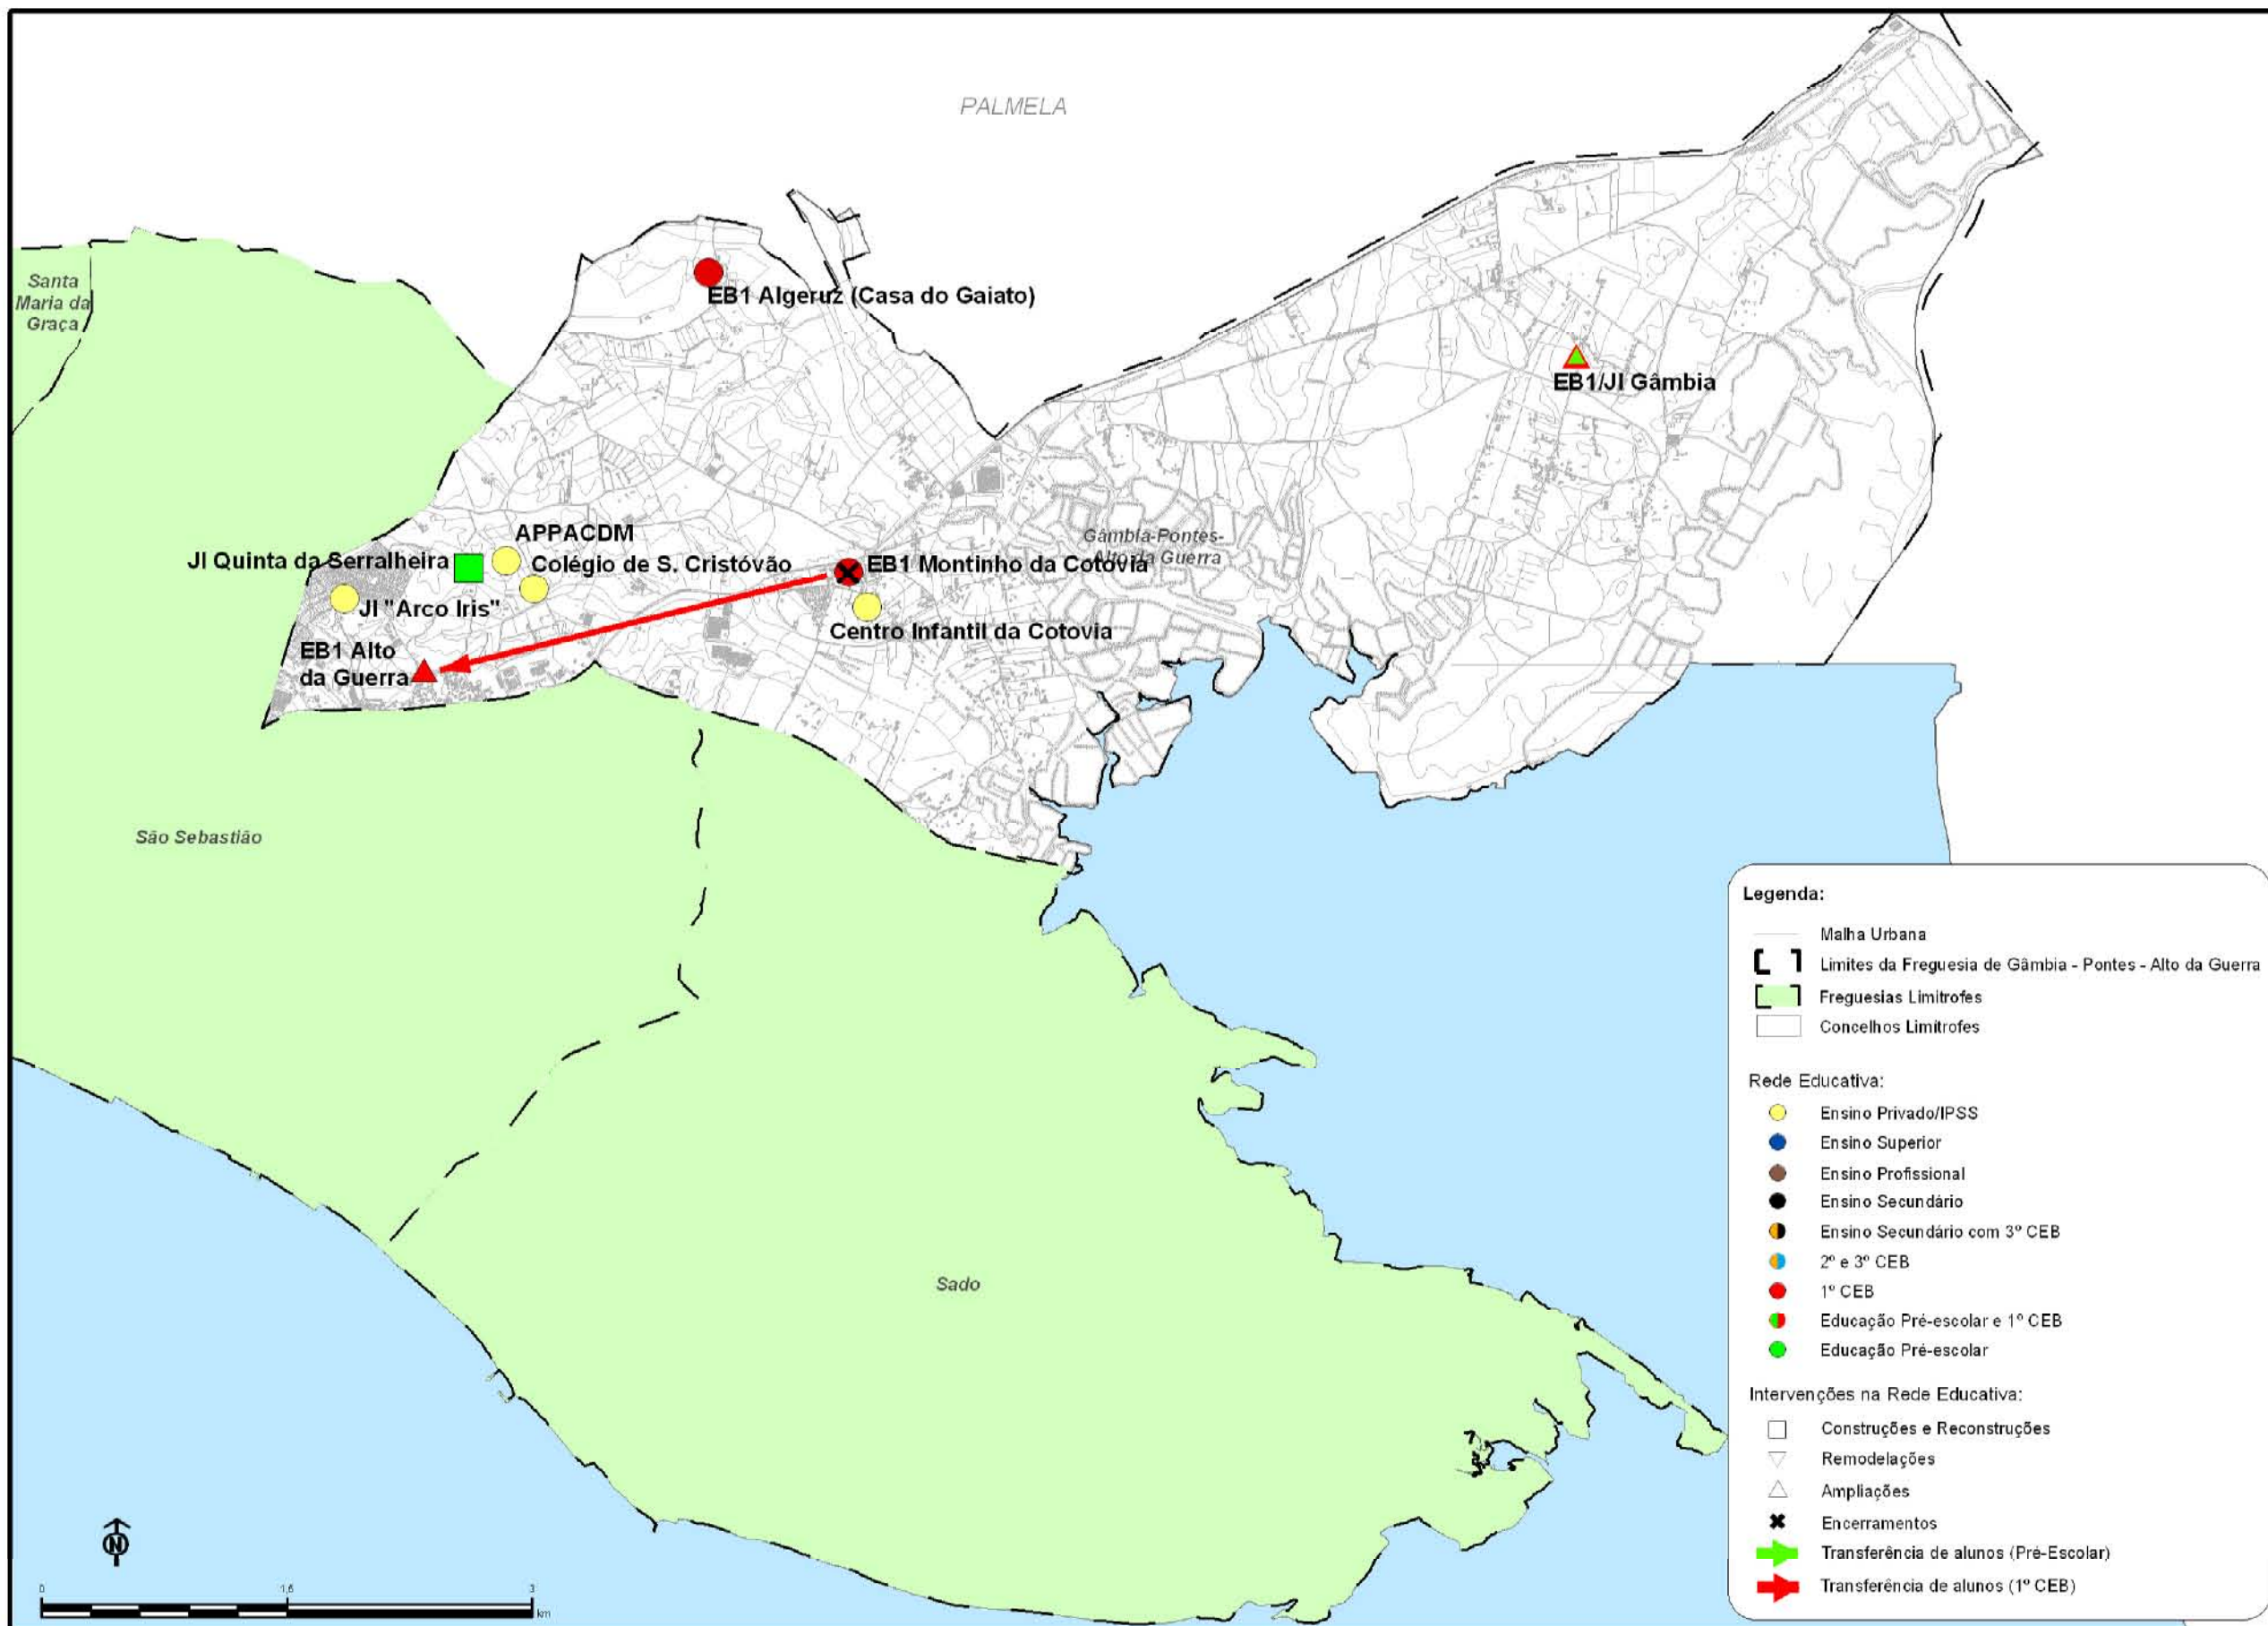 PALMELA
Santa
Maria da
Graça
EB1 Algeruz (Casa do Gaiato)
EB1/JI Gâmbia
APPACDM
JI Quinta da Serralheira
Colégio de S. Cristóvão
Gâmbia-Pontes-
Alto da Guerra
EB1 Montinho da Cotovia
JI "Arco Iris"
Centro Infantil da Cotovia
EB1 Alto
da Guerra
São Sebastião
Sado
Legenda:
Malha Urbana
Limites da Freguesia de Gâmbia - Pontes - Alto da Guerra
Freguesias Limítrofes
Concelhos Limítrofes
Rede Educativa:
Ensino Privado/IPSS
Ensino Superior
Ensino Profissional
Ensino Secundário
Ensino Secundário com 3º CEB
2º e 3º CEB
1º CEB
Educação Pré-escolar e 1º CEB
Educação Pré-escolar
Intervenções na Rede Educativa:
Construções e Reconstruções
Remodelações
Ampliações
Encerramentos
Transferência de alunos (Pré-Escolar)
Transferência de alunos (1º CEB)
N
0 1,5 3
km